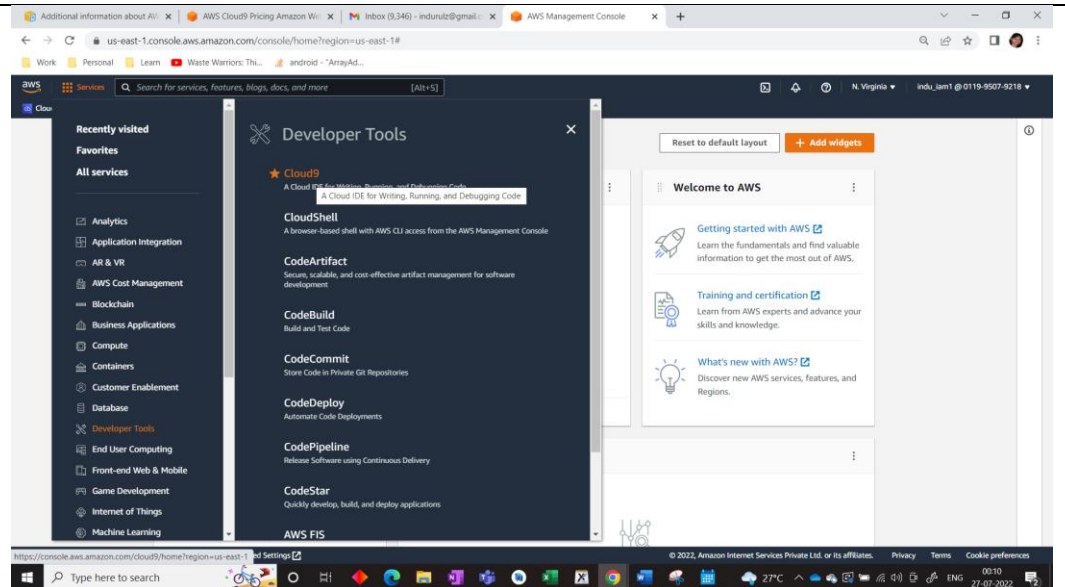 Additional information about AW
AWS Cloud9 Pricing Amazon We
Inbox (9,346) - indurulz@gmail.c
AWS Management Console
us-east-1.console.aws.amazon.com/console/home?region=us-east-1#
Work
Personal
Learn
Waste Warriors: Thi...
android - "ArrayAd...
aws
Services
Search for services, features, blogs, docs, and more
[Alt+S]
N. Virginia
indu_iam1 @ 0119-9507-9218
Clou
Recently visited
Favorites
All services
Analytics
Application Integration
AR & VR
AWS Cost Management
Blockchain
Business Applications
Compute
Containers
Customer Enablement
Database
Developer Tools
End User Computing
Front-end Web & Mobile
Game Development
Internet of Things
Machine Learning
Developer Tools
Cloud9
A Cloud IDE for Writing, Running, and Debugging Code
A Cloud IDE for Writing, Running, and Debugging Code
CloudShell
A browser-based shell with AWS CLI access from the AWS Management Console
CodeArtifact
Secure, scalable, and cost-effective artifact management for software
development
CodeBuild
Build and Test Code
CodeCommit
Store Code in Private Git Repositories
CodeDeploy
Automate Code Deployments
CodePipeline
Release Software using Continuous Delivery
CodeStar
Quickly develop, build, and deploy applications
AWS FIS
Reset to default layout
+ Add widgets
Welcome to AWS
Getting started with AWS
Learn the fundamentals and find valuable
information to get the most out of AWS.
Training and certification
Learn from AWS experts and advance your
skills and knowledge.
What's new with AWS?
Discover new AWS services, features, and
Regions.
https://console.aws.amazon.com/cloud9/home?region=us-east-1
ed Settings
© 2022, Amazon Internet Services Private Ltd. or its affiliates.
Privacy
Terms
Cookie preferences
Type here to search
27°C
ENG
00:10
27-07-2022
2